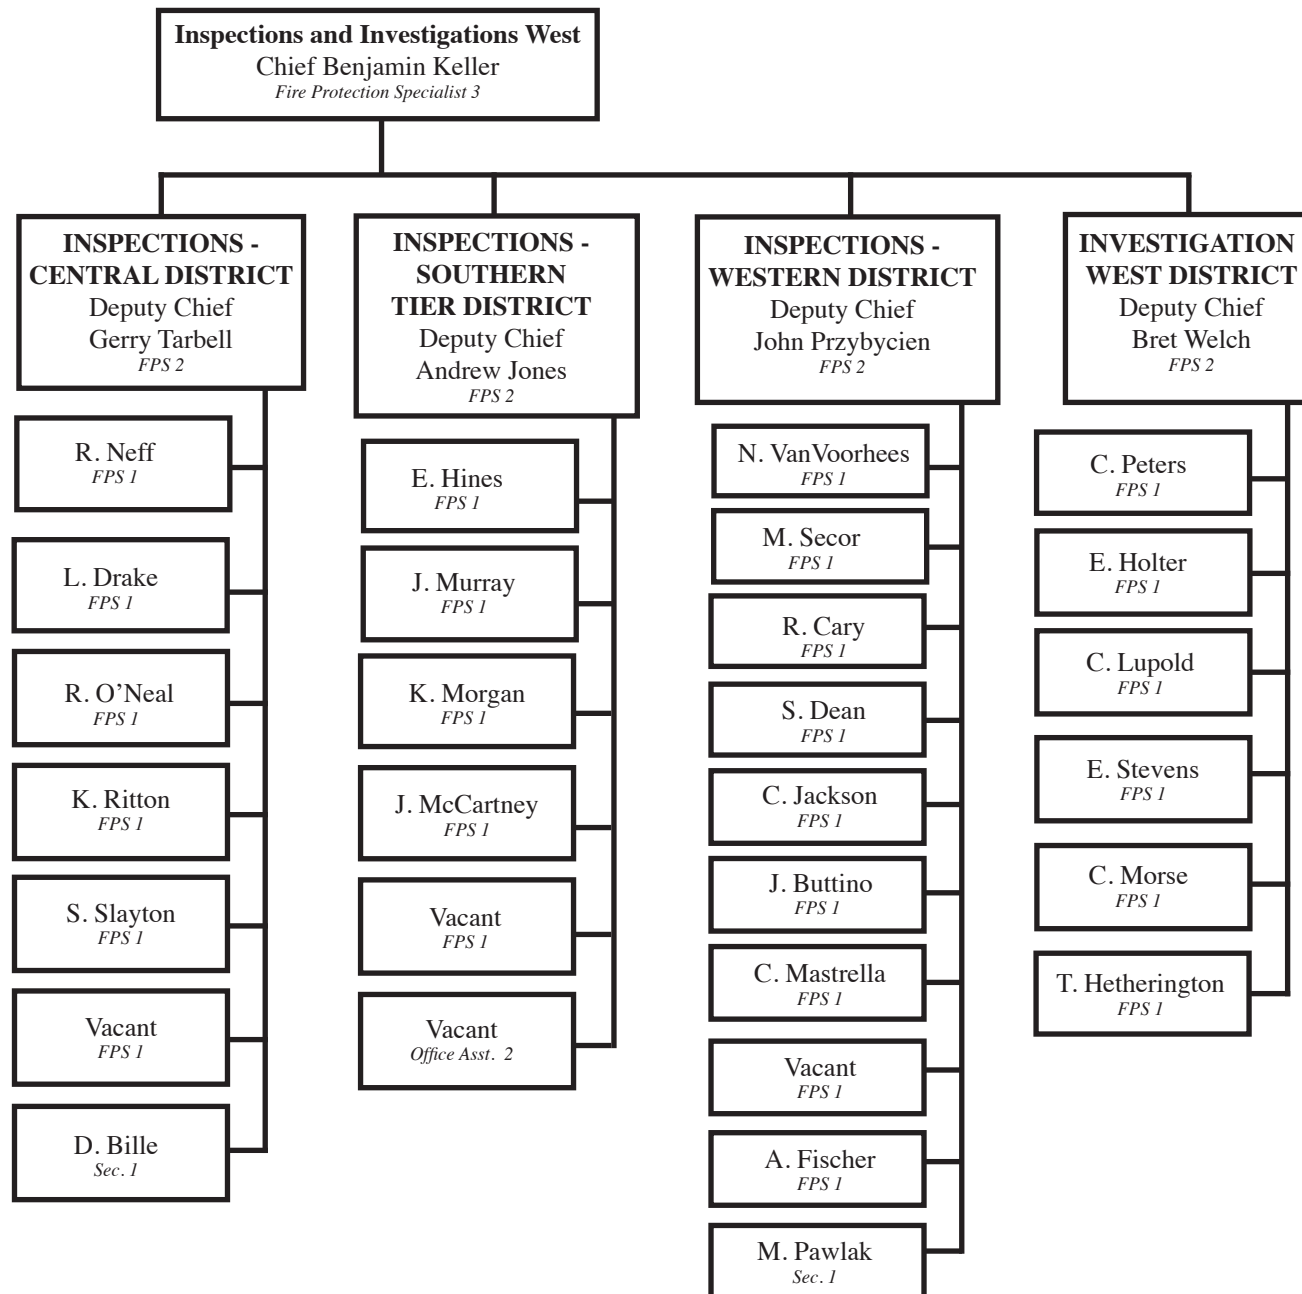 Inspections and Investigations West
Chief Benjamin Keller
Fire Protection Specialist 3
INSPECTIONS -
CENTRAL DISTRICT
Deputy Chief
Gerry Tarbell
FPS 2
R. Neff
FPS 1
L. Drake
FPS 1
R. O’Neal
FPS 1
K. Ritton
FPS 1
S. Slayton
FPS 1
Vacant
FPS 1
D. Bille
Sec. 1
INSPECTIONS -
SOUTHERN
TIER DISTRICT
Deputy Chief
Andrew Jones
FPS 2
E. Hines
FPS 1
J. Murray
FPS 1
K. Morgan
FPS 1
J. McCartney
FPS 1
Vacant
FPS 1
Vacant
Office Asst. 2
INSPECTIONS -
WESTERN DISTRICT
Deputy Chief
John Przybycien
FPS 2
N. VanVoorhees
FPS 1
M. Secor
FPS 1
R. Cary
FPS 1
S. Dean
FPS 1
C. Jackson
FPS 1
J. Buttino
FPS 1
C. Mastrella
FPS 1
Vacant
FPS 1
A. Fischer
FPS 1
M. Pawlak
Sec. 1
INVESTIGATION
WEST DISTRICT
Deputy Chief
Bret Welch
FPS 2
C. Peters
FPS 1
E. Holter
FPS 1
C. Lupold
FPS 1
E. Stevens
FPS 1
C. Morse
FPS 1
T. Hetherington
FPS 1